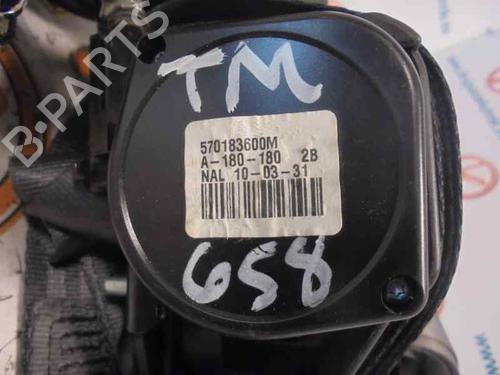 B-PARTS
TM
570183600M
A-180-180 2B
NAL 10-03-31
658